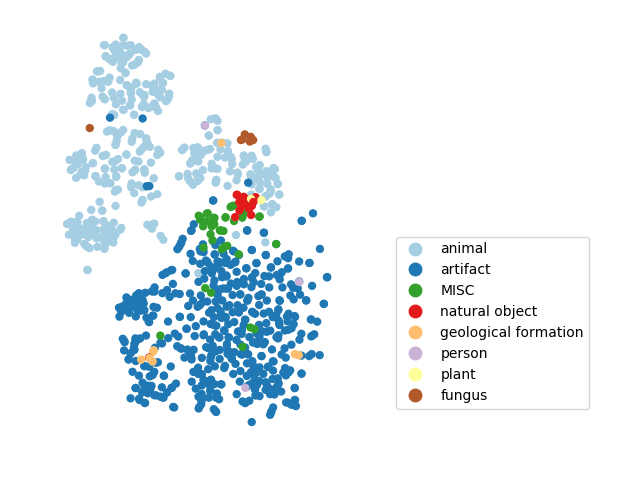 animal
artifact
MISC
natural object
geological formation
person
plant
fungus